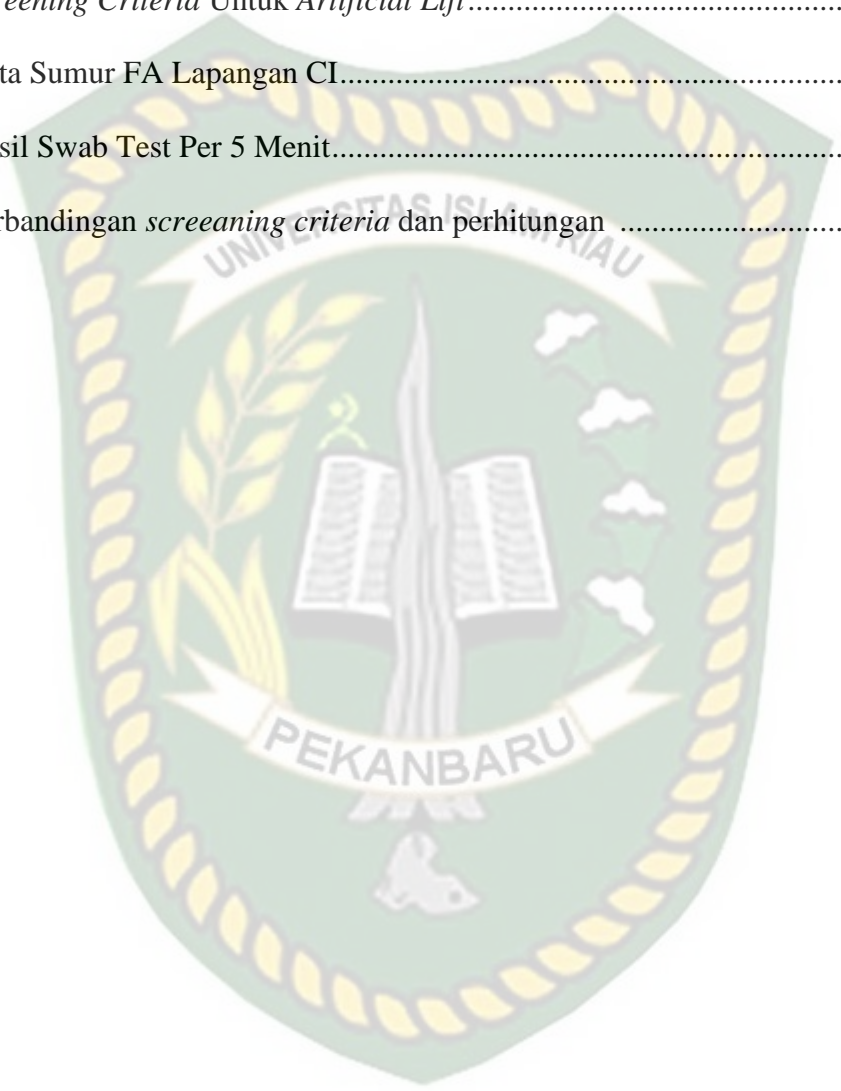 reening Criteria Untuk Artificial Lift........................................................
ta Sumur FA Lapangan CI................................................................
sil Swab Test Per 5 Menit.................................................................
rbandingan screeaning criteria dan perhitungan ..............................
UNIVERSITAS ISLAM RIAU
PEKANBARU